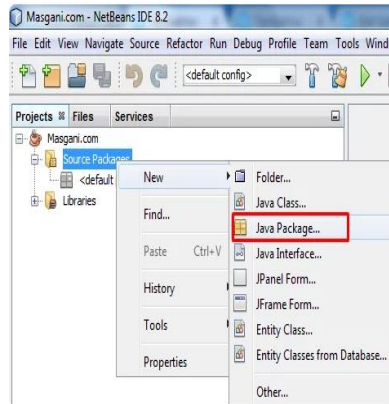 Masgani.com - NetBeans IDE 8.2
File Edit View Navigate Source Refactor Run Debug Profile Team Tools Wind
<default config>
Projects Files Services
Masgani.com
Source Packages
<default
Libraries
New
Find...
Paste Ctrl+V
History
Tools
Properties
Folder...
Java Class...
Java Package...
Java Interface...
JPanel Form...
JFrame Form...
Entity Class...
Entity Classes from Database...
Other...